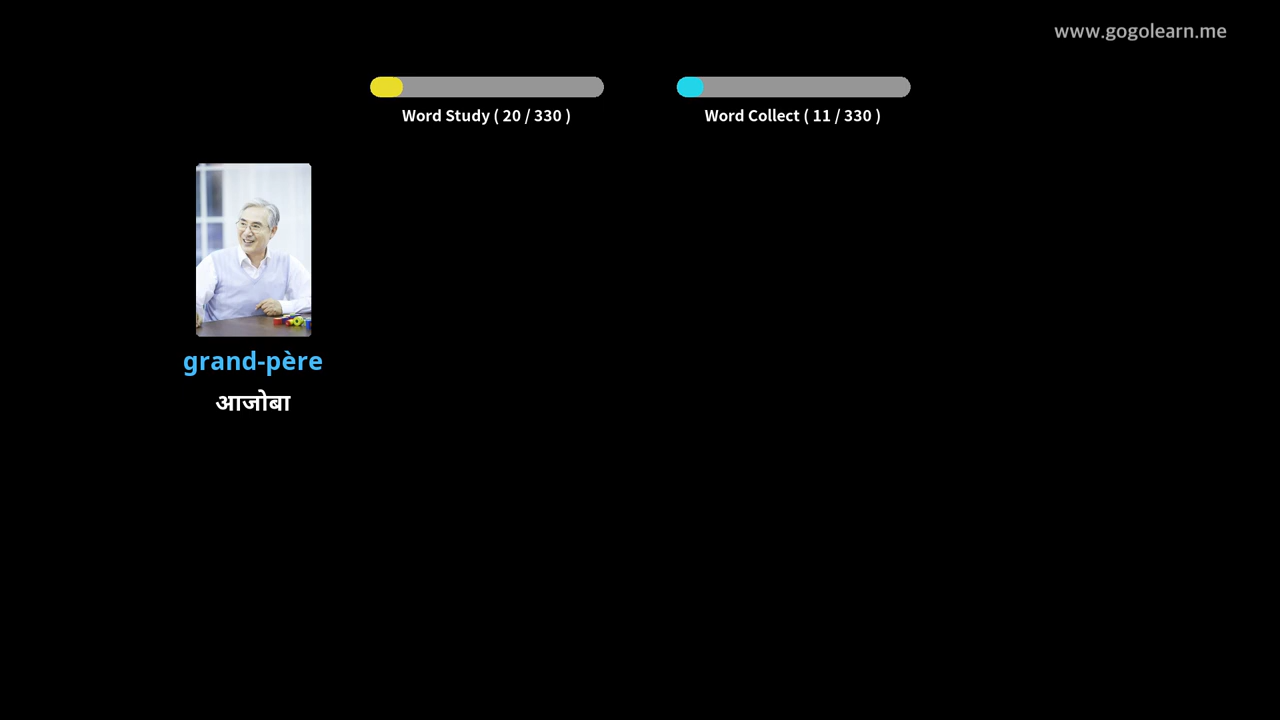 www.gogolearn.me
Word Study ( 20 / 330 )
Word Collect ( 11 / 330 )
grand-père
आजोबा